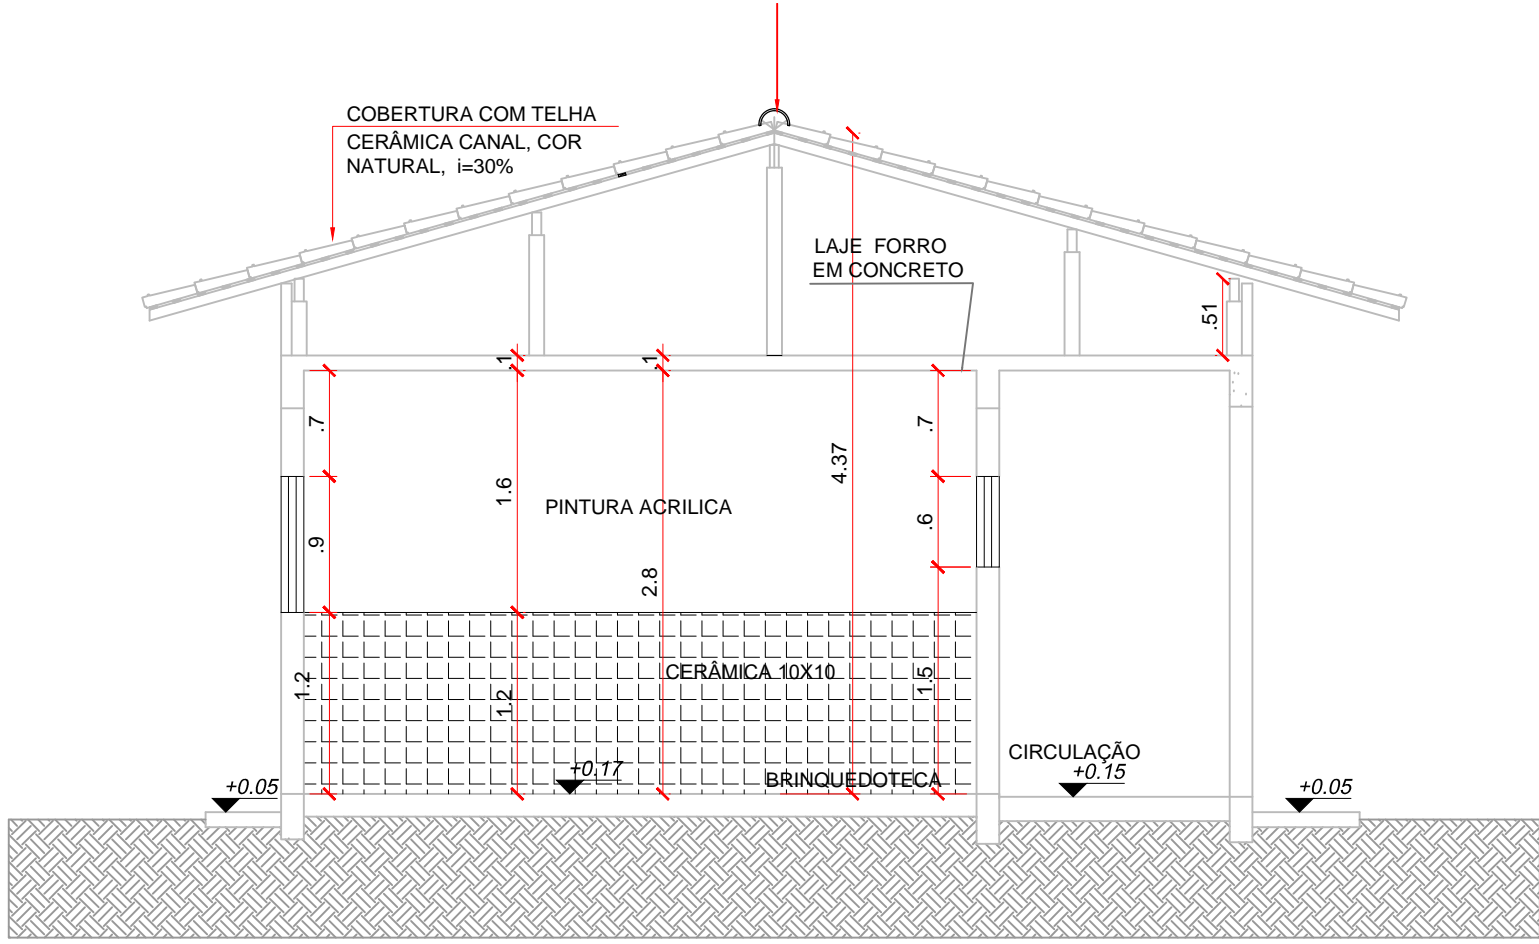 COBERTURA COM TELHA
CERÂMICA CANAL, COR
NATURAL, i=30%
LAJE FORRO
EM CONCRETO
.51
.1
.1
.7
.7
4.37
1.6
PINTURA ACRILICA
.9
.6
2.8
CERÂMICA 10X10
1.2
1.2
1.5
CIRCULAÇÃO
+0.15
+0.17
BRINQUEDOTECA
+0.05
+0.05